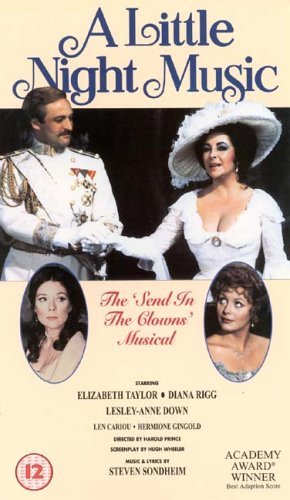 A Little
Night Music
The 'Send In
The Clowns'
Musical
STARRING
ELIZABETH TAYLOR • DIANA RIGG
LESLEY-ANNE DOWN
LEN CARIOU • HERMIONE GINGOLD
DIRECTED BY HAROLD PRINCE
SCREENPLAY BY HUGH WHEELER
MUSIC & LYRICS BY
STEVEN SONDHEIM
12
ACADEMY
AWARD®
WINNER
Best Adaption Score